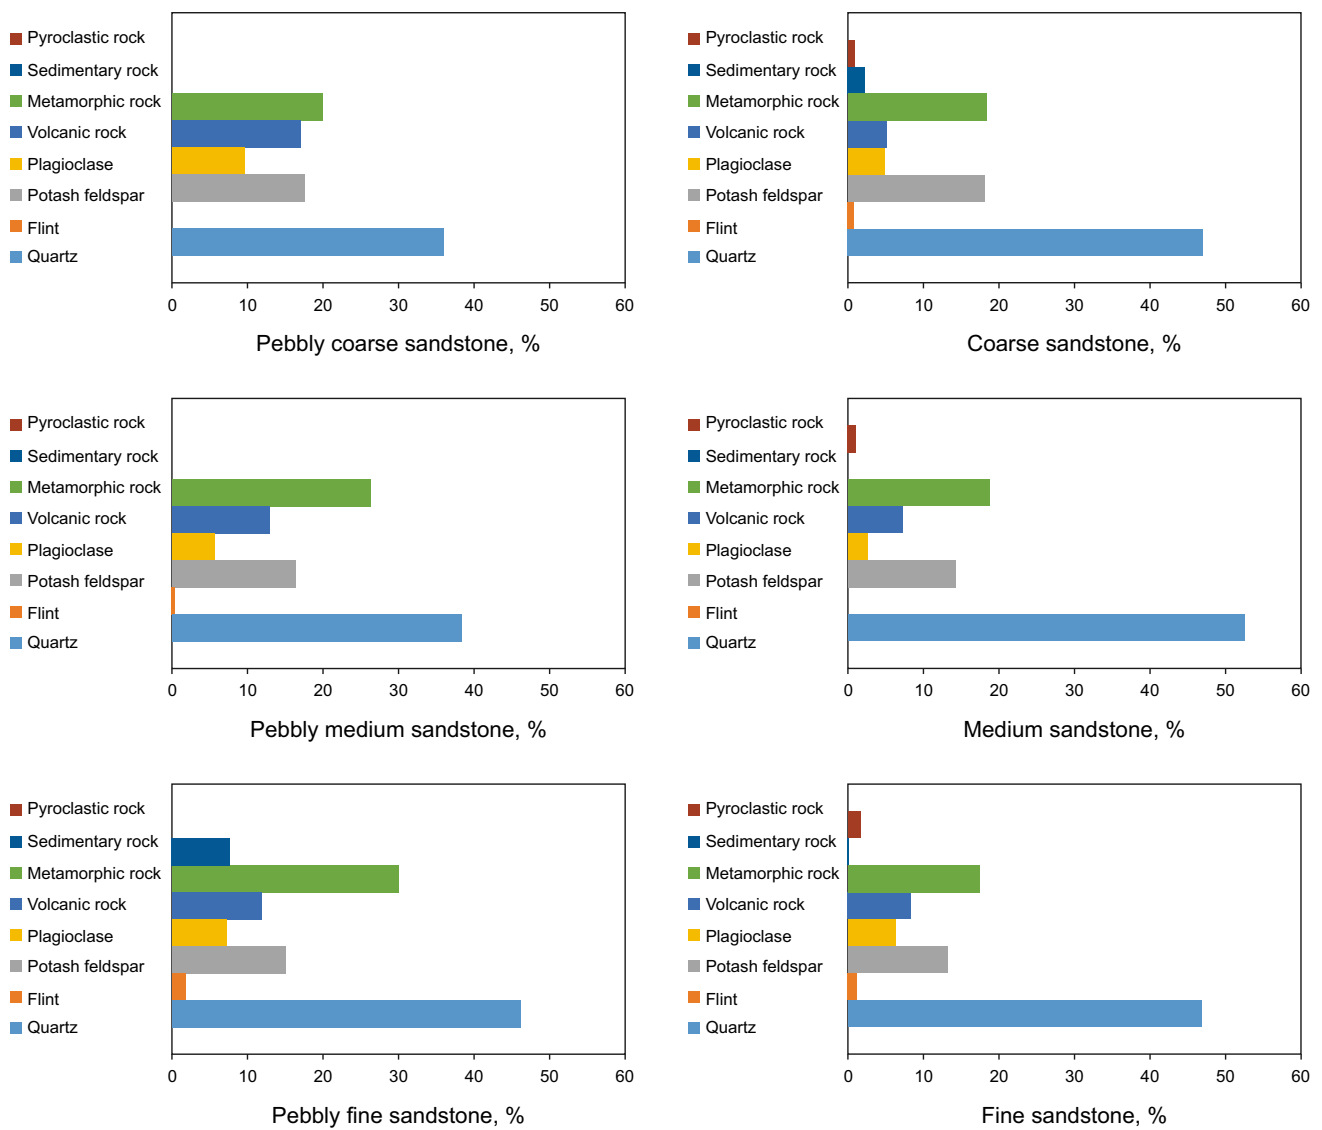 Pyroclastic rock
Sedimentary rock
Metamorphic rock
Volcanic rock
Plagioclase
Potash feldspar
Flint
Quartz
0 10 20 30 40 50 60
Pebbly coarse sandstone, %
Pyroclastic rock
Sedimentary rock
Metamorphic rock
Volcanic rock
Plagioclase
Potash feldspar
Flint
Quartz
0 10 20 30 40 50 60
Coarse sandstone, %
Pyroclastic rock
Sedimentary rock
Metamorphic rock
Volcanic rock
Plagioclase
Potash feldspar
Flint
Quartz
0 10 20 30 40 50 60
Pebbly medium sandstone, %
Pyroclastic rock
Sedimentary rock
Metamorphic rock
Volcanic rock
Plagioclase
Potash feldspar
Flint
Quartz
0 10 20 30 40 50 60
Medium sandstone, %
Pyroclastic rock
Sedimentary rock
Metamorphic rock
Volcanic rock
Plagioclase
Potash feldspar
Flint
Quartz
0 10 20 30 40 50 60
Pebbly fine sandstone, %
Pyroclastic rock
Sedimentary rock
Metamorphic rock
Volcanic rock
Plagioclase
Potash feldspar
Flint
Quartz
0 10 20 30 40 50 60
Fine sandstone, %